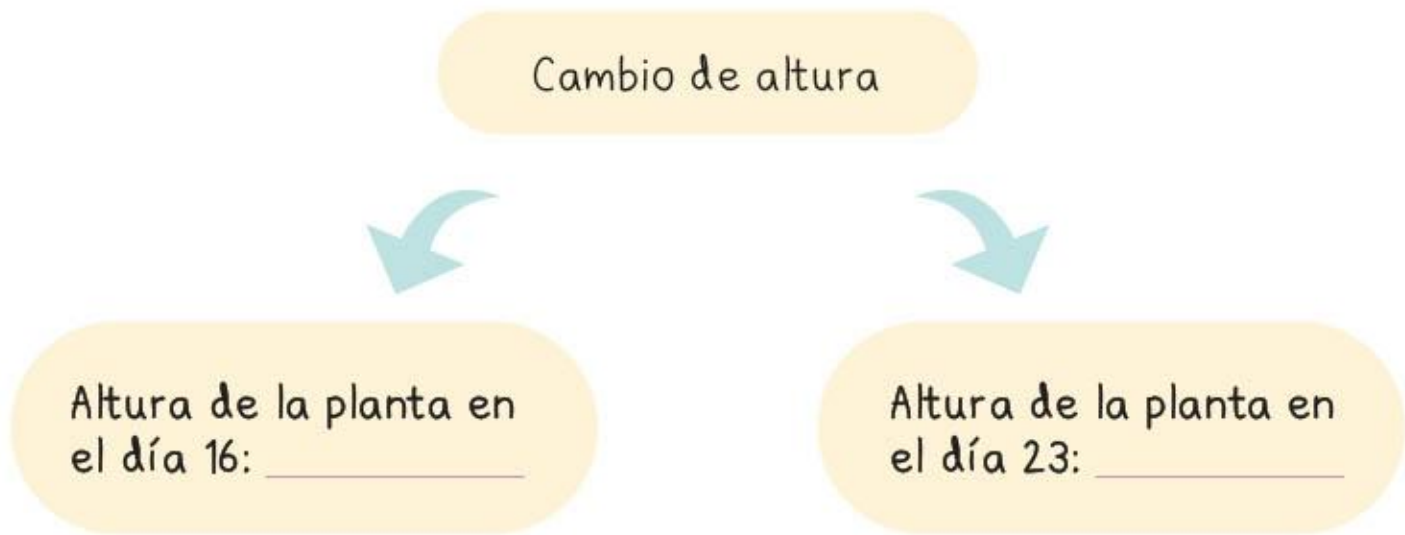 Cambio de altura
Altura de la planta en
el día 16:
Altura de la planta en
el día 23: